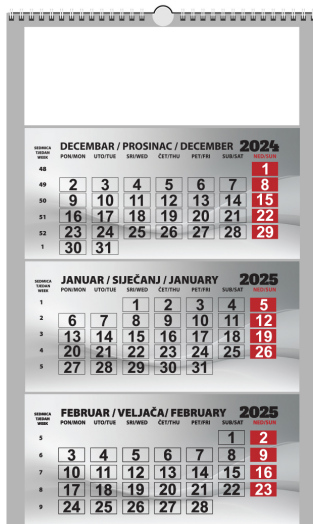 DECEMBAR / PROSINAC / DECEMBER 2024
SEDMICA TJEDAN WEEK PON/MON UTO/TUE SRI/WED ČET/THU PET/FRI SUB/SAT NED/SUN
48 1
49 2 3 4 5 6 7 8
50 9 10 11 12 13 14 15
51 16 17 18 19 20 21 22
52 23 24 25 26 27 28 29
1 30 31
JANUAR / SIJEČANJ / JANUARY 2025
SEDMICA TJEDAN WEEK PON/MON UTO/TUE SRI/WED ČET/THU PET/FRI SUB/SAT NED/SUN
1 1 2 3 4 5
2 6 7 8 9 10 11 12
3 13 14 15 16 17 18 19
4 20 21 22 23 24 25 26
5 27 28 29 30 31
FEBRUAR / VELJAČA / FEBRUARY 2025
SEDMICA TJEDAN WEEK PON/MON UTO/TUE SRI/WED ČET/THU PET/FRI SUB/SAT NED/SUN
5 1 2
6 3 4 5 6 7 8 9
7 10 11 12 13 14 15 16
8 17 18 19 20 21 22 23
9 24 25 26 27 28